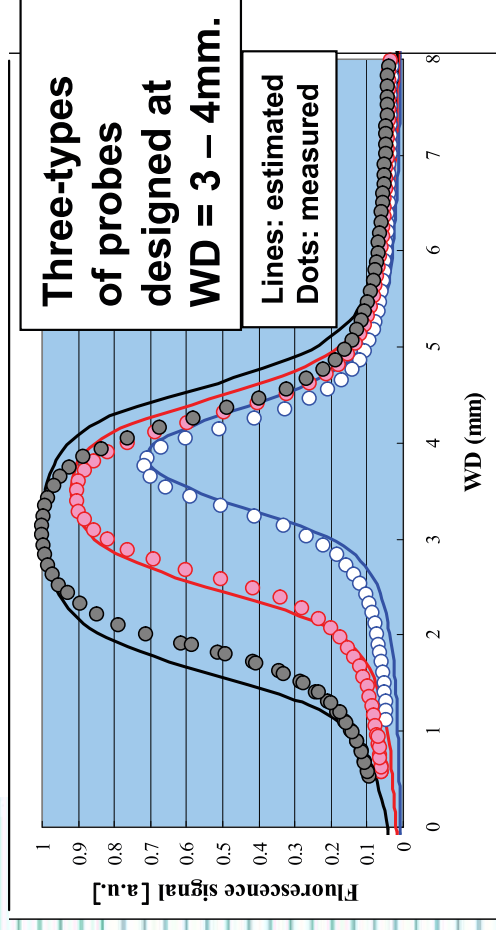 Three-types
of probes
designed at
WD = 3 – 4mm.
Lines: estimated
Dots: measured
Fluorescence signal [a.u.]
1
0.9
0.8
0.7
0.6
0.5
0.4
0.3
0.2
0.1
0
0 1 2 3 4 5 6 7 8
WD (mm)